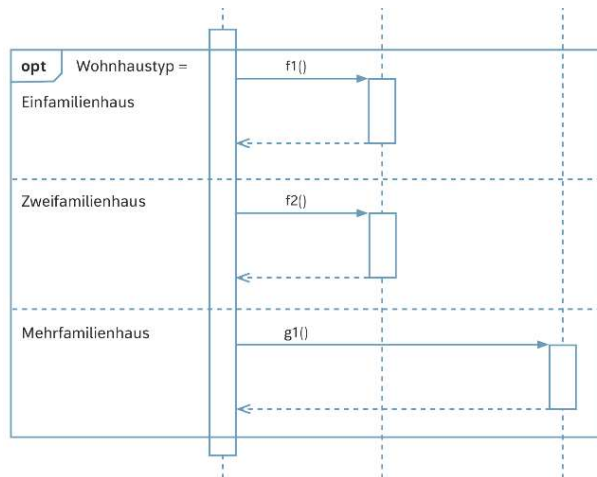 opt Wohnhaustyp = f1()
Einfamilienhaus
Zweifamilienhaus f2()
Mehrfamilienhaus g1()